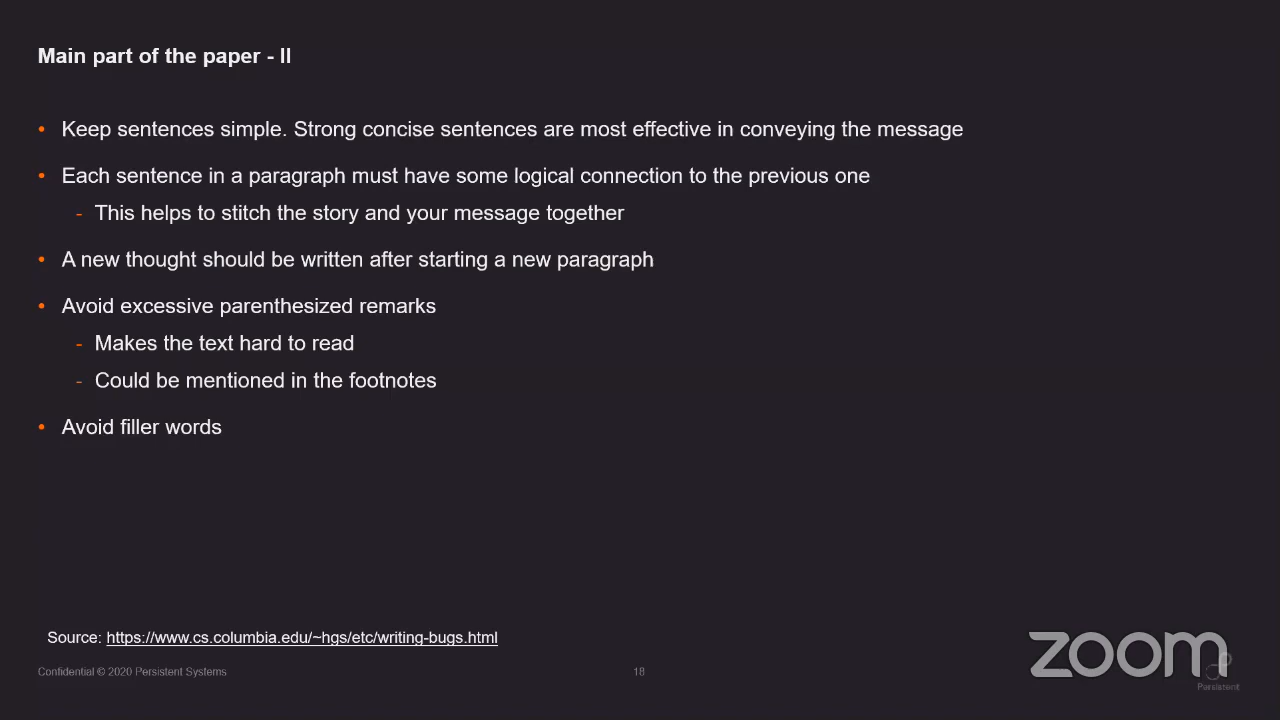 Main part of the paper - II
• Keep sentences simple. Strong concise sentences are most effective in conveying the message
• Each sentence in a paragraph must have some logical connection to the previous one
- This helps to stitch the story and your message together
• A new thought should be written after starting a new paragraph
• Avoid excessive parenthesized remarks
- Makes the text hard to read
- Could be mentioned in the footnotes
• Avoid filler words
Source: https://www.cs.columbia.edu/~hgs/etc/writing-bugs.html
Confidential © 2020 Persistent Systems
18
zoom
Persistent